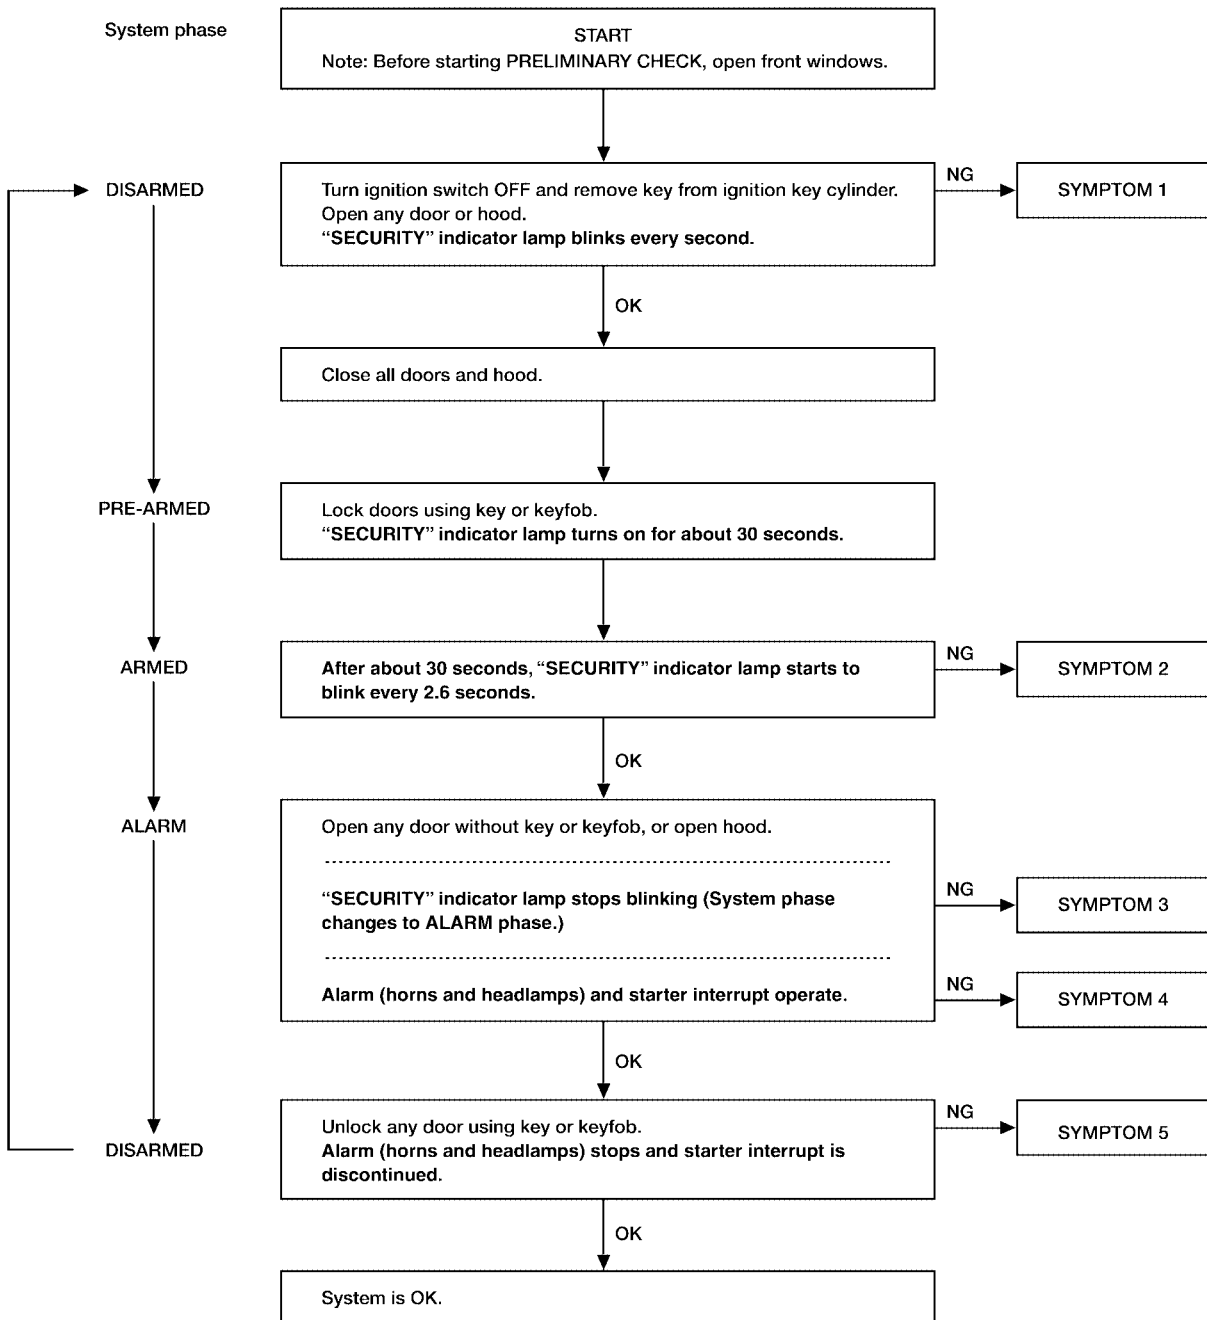 System phase
START
Note: Before starting PRELIMINARY CHECK, open front windows.
DISARMED
Turn ignition switch OFF and remove key from ignition key cylinder.
Open any door or hood.
“SECURITY” indicator lamp blinks every second.
NG
SYMPTOM 1
OK
Close all doors and hood.
PRE-ARMED
Lock doors using key or keyfob.
“SECURITY” indicator lamp turns on for about 30 seconds.
ARMED
After about 30 seconds, “SECURITY” indicator lamp starts to
blink every 2.6 seconds.
NG
SYMPTOM 2
OK
ALARM
Open any door without key or keyfob, or open hood.
“SECURITY” indicator lamp stops blinking (System phase
changes to ALARM phase.)
NG
SYMPTOM 3
Alarm (horns and headlamps) and starter interrupt operate.
NG
SYMPTOM 4
OK
DISARMED
Unlock any door using key or keyfob.
Alarm (horns and headlamps) stops and starter interrupt is
discontinued.
NG
SYMPTOM 5
OK
System is OK.